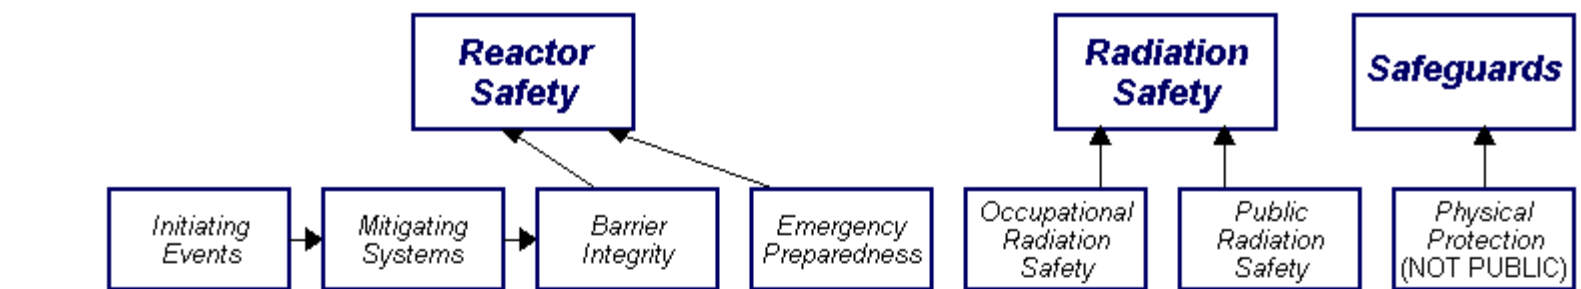 Reactor
Safety
Radiation
Safety
Safeguards
Initiating
Events
Mitigating
Systems
Barrier
Integrity
Emergency
Preparedness
Occupational
Radiation
Safety
Public
Radiation
Safety
Physical
Protection
(NOT PUBLIC)